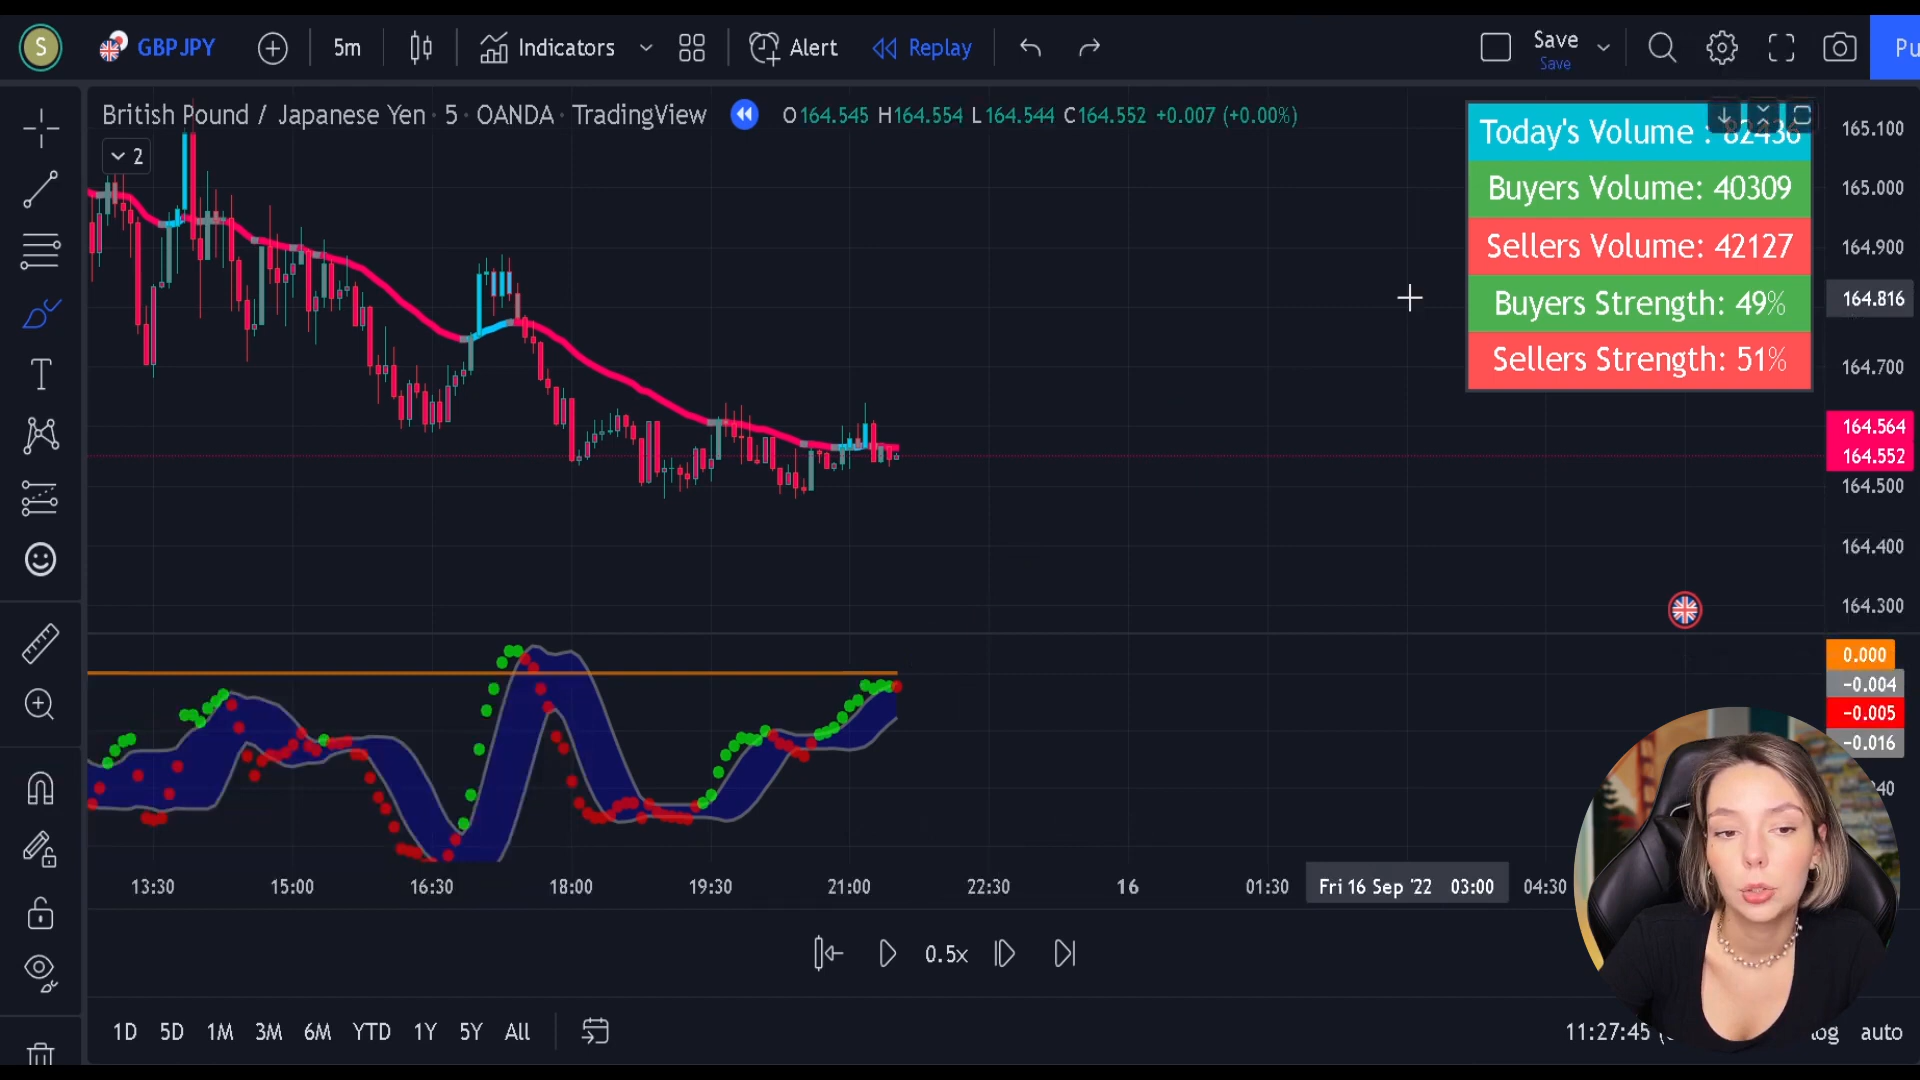 S GBPJPY 5m Indicators Alert Replay Save Pu
Save
British Pound / Japanese Yen · 5 · OANDA · TradingView O164.545 H164.554 L164.544 C164.552 +0.007 (+0.00%)
2
Today's Volume : 82436
Buyers Volume: 40309
Sellers Volume: 42127
Buyers Strength: 49%
Sellers Strength: 51%
165.100
165.000
164.900
164.816
164.700
164.564
164.552
164.500
164.400
164.300
0.000
−0.004
−0.005
−0.016
40
13:30 15:00 16:30 18:00 19:30 21:00 22:30 16 01:30 Fri 16 Sep '22 03:00 04:30
0.5x
1D 5D 1M 3M 6M YTD 1Y 5Y All 11:27:45 log auto